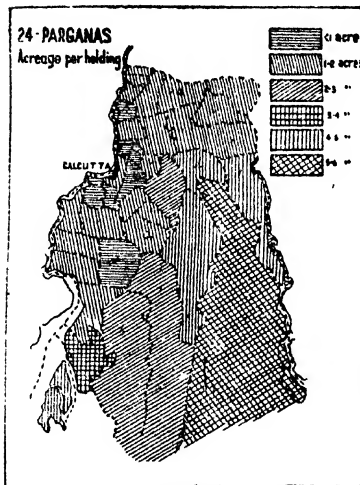 24-PARGANAS
Acreage per holding
<1 acre
1-2 acres
2-3 "
3-4 "
4-5 "
5-6 "
CALCUTTA